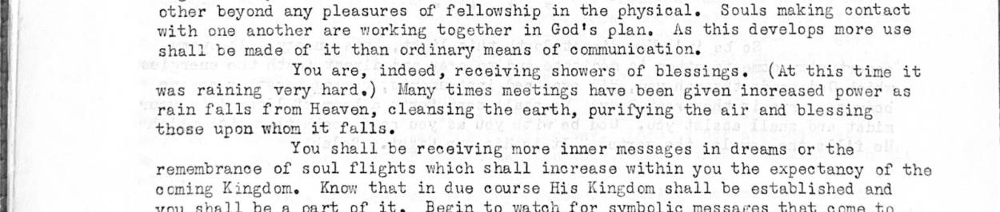 other beyond any pleasures of fellowship in the physical. Souls making contact
with one another are working together in God's plan. As this develops more use
shall be made of it than ordinary means of communication.
You are, indeed, receiving showers of blessings. (At this time it
was raining very hard.) Many times meetings have been given increased power as
rain falls from Heaven, cleansing the earth, purifying the air and blessing
those upon whom it falls.
You shall be receiving more inner messages in dreams or the
remembrance of soul flights which shall increase within you the expectancy of the
coming Kingdom. Know that in due course His Kingdom shall be established and
you shall be a part of it. Begin to watch for symbolic messages that come to